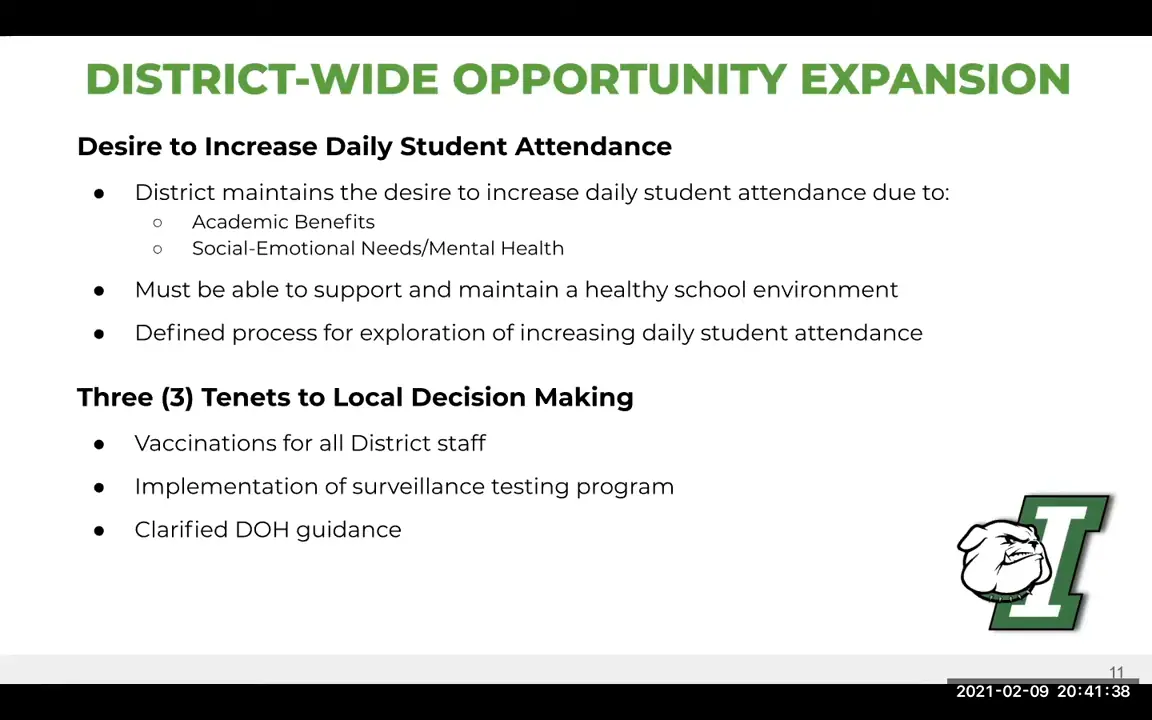 DISTRICT-WIDE OPPORTUNITY EXPANSION
Desire to Increase Daily Student Attendance
● District maintains the desire to increase daily student attendance due to:
○ Academic Benefits
○ Social-Emotional Needs/Mental Health
● Must be able to support and maintain a healthy school environment
● Defined process for exploration of increasing daily student attendance
Three (3) Tenets to Local Decision Making
● Vaccinations for all District staff
● Implementation of surveillance testing program
● Clarified DOH guidance
I
11
2021-02-09 20:41:38